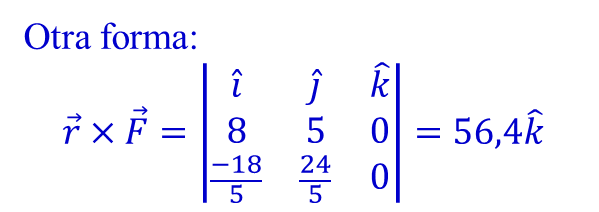 Otra forma:
î ĵ k̂
r⃗ × F⃗ = | 8 5 0 | = 56,4k̂
-18/5 24/5 0